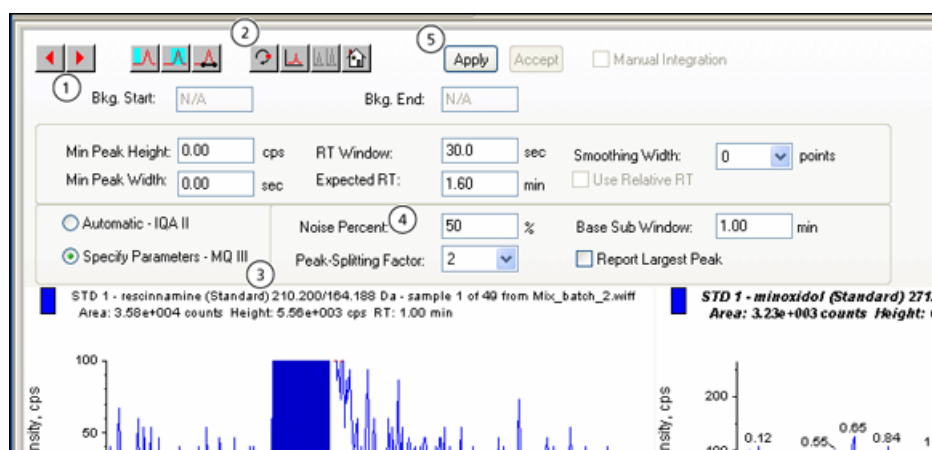 2
5
Apply Accept Manual Integration
1
Bkg. Start: N/A Bkg. End: N/A
Min Peak Height: 0.00 cps RT Window: 30.0 sec Smoothing Width: 0 points
Min Peak Width: 0.00 sec Expected RT: 1.60 min Use Relative RT
Automatic - IQA II Noise Percent: 4 50 % Base Sub Window: 1.00 min
Specify Parameters - MQ III 3 Peak-Splitting Factor: 2 Report Largest Peak
STD 1 - rescinnamine (Standard) 210.200/164.188 Da - sample 1 of 49 from Mix_batch_2.wiff
Area: 3.58e+004 counts Height: 5.56e+003 cps RT: 1.00 min
100
50
nsity, cps
STD 1 - minoxidol (Standard) 271.
Area: 3.23e+003 counts Height:
200
0.12 0.55 0.65 0.84
nsity, cps